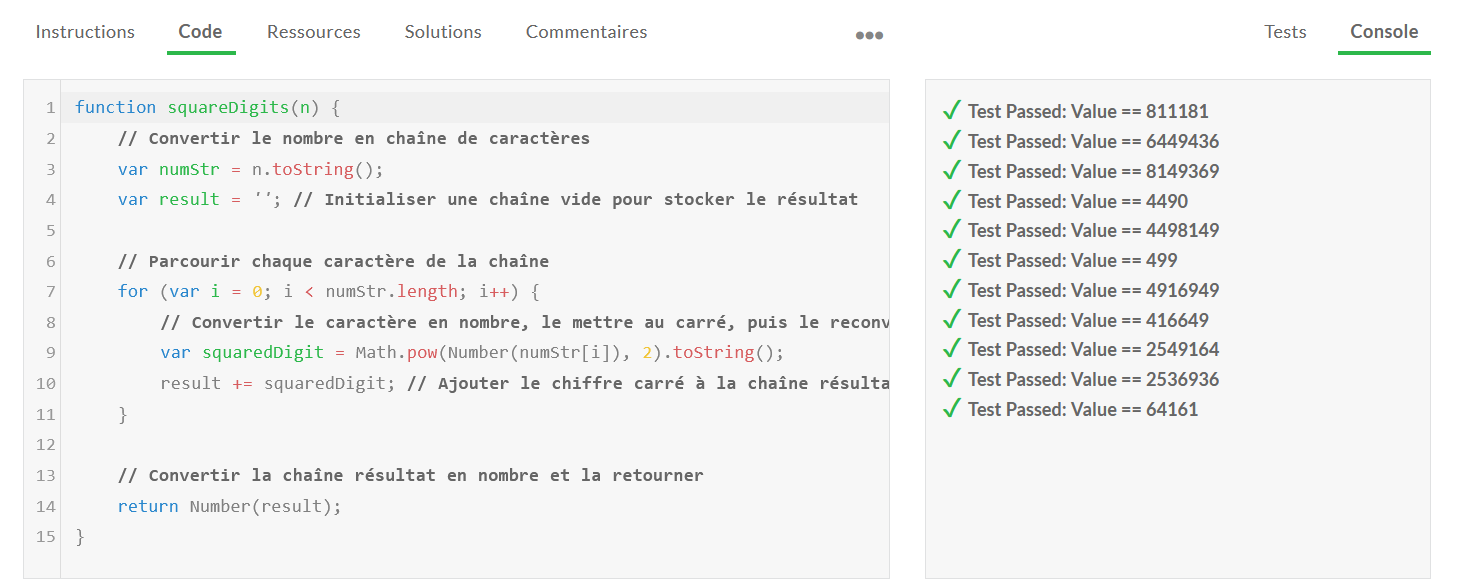 Instructions Code Ressources Solutions Commentaires ●●● Tests Console
1 function squareDigits(n) {
2 // Convertir le nombre en chaîne de caractères
3 var numStr = n.toString();
4 var result = ''; // Initialiser une chaîne vide pour stocker le résultat
5
6 // Parcourir chaque caractère de la chaîne
7 for (var i = 0; i < numStr.length; i++) {
8 // Convertir le caractère en nombre, le mettre au carré, puis le reconv
9 var squaredDigit = Math.pow(Number(numStr[i]), 2).toString();
10 result += squaredDigit; // Ajouter le chiffre carré à la chaîne résulta
11 }
12
13 // Convertir la chaîne résultat en nombre et la retourner
14 return Number(result);
15 }
✓ Test Passed: Value == 811181
✓ Test Passed: Value == 6449436
✓ Test Passed: Value == 8149369
✓ Test Passed: Value == 4490
✓ Test Passed: Value == 4498149
✓ Test Passed: Value == 499
✓ Test Passed: Value == 4916949
✓ Test Passed: Value == 416649
✓ Test Passed: Value == 2549164
✓ Test Passed: Value == 2536936
✓ Test Passed: Value == 64161